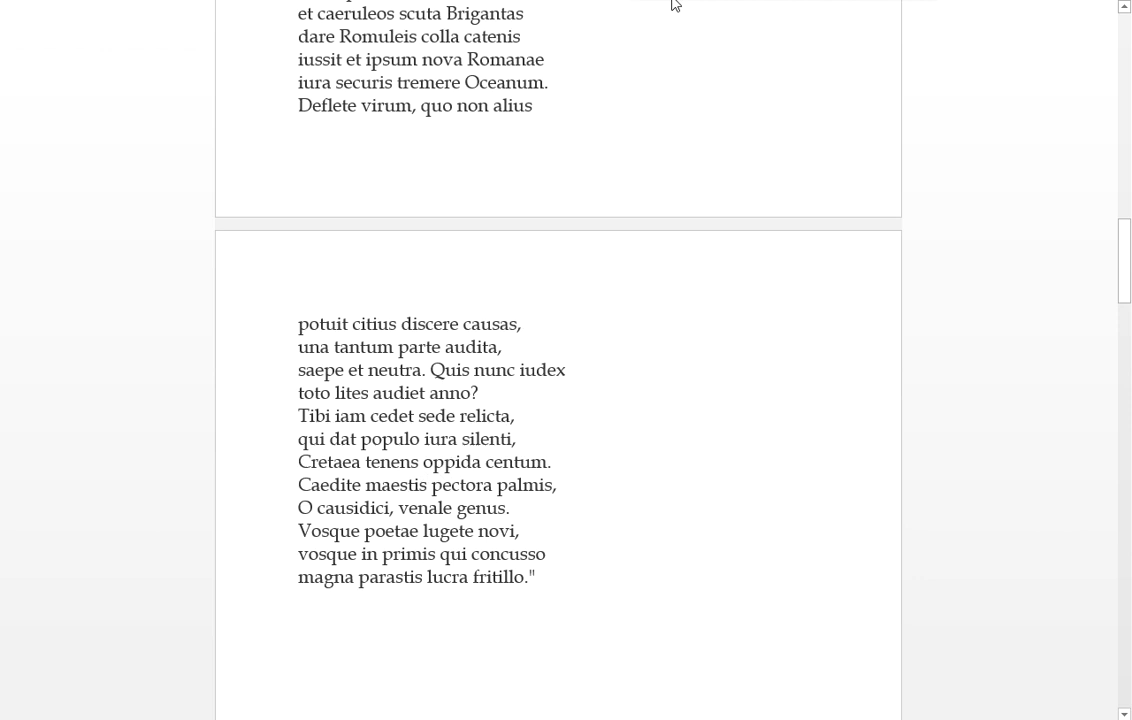 et caeruleos scuta Brigantas
dare Romuleis colla catenis
iussit et ipsum nova Romanae
iura securis tremere Oceanum.
Deflete virum, quo non alius
potuit citius discere causas,
una tantum parte audita,
saepe et neutra. Quis nunc iudex
toto lites audiet anno?
Tibi iam cedet sede relicta,
qui dat populo iura silenti,
Cretaea tenens oppida centum.
Caedite maestis pectora palmis,
O causidici, venale genus.
Vosque poetae lugete novi,
vosque in primis qui concusso
magna parastis lucra fritillo."